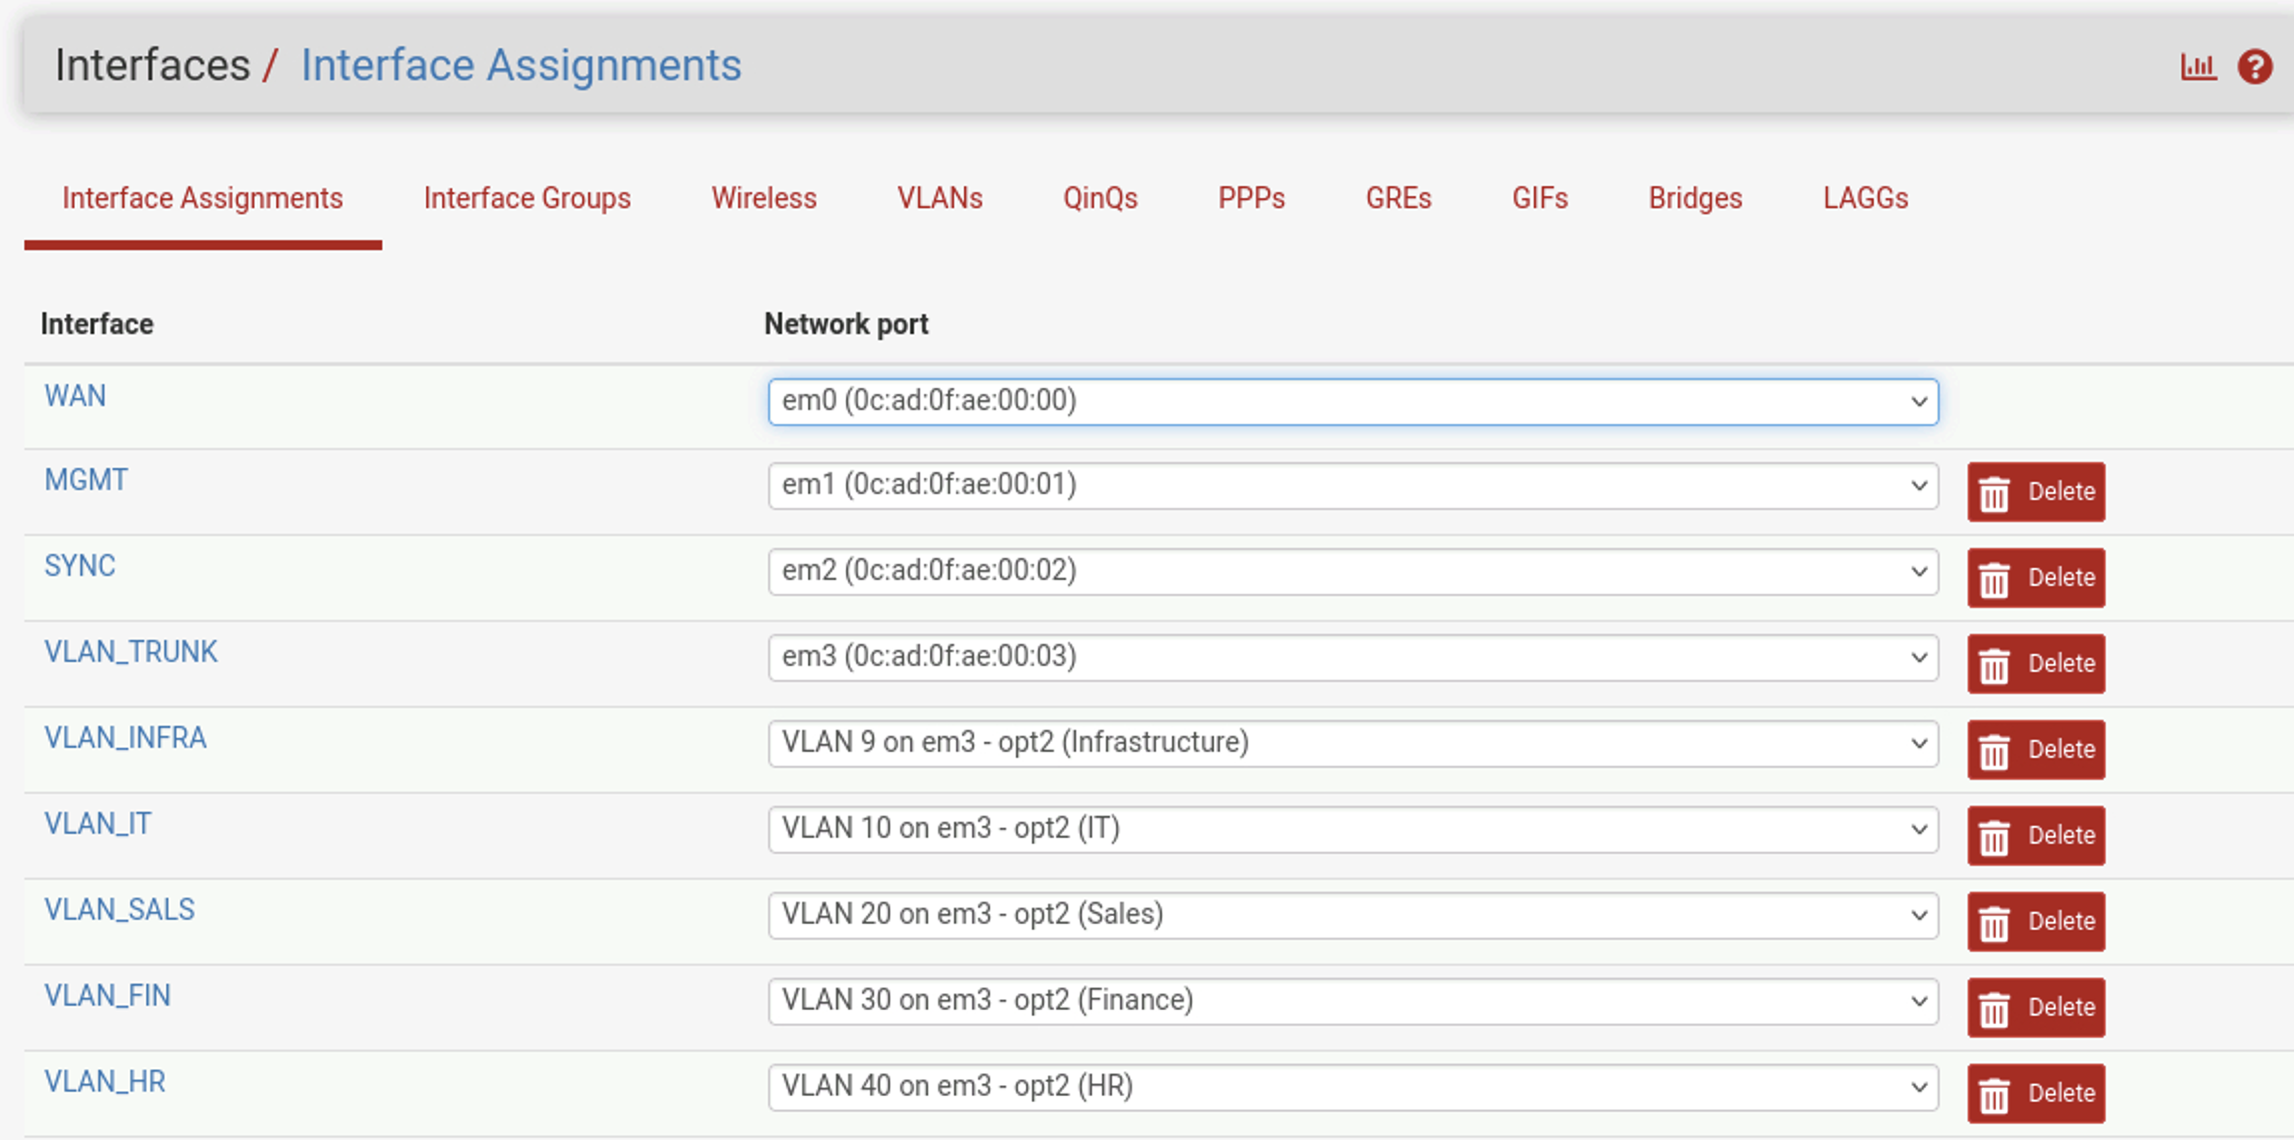 Interfaces / Interface Assignments
Interface Assignments Interface Groups Wireless VLANs QinQs PPPs GREs GIFs Bridges LAGGs
Interface Network port
WAN em0 (0c:ad:0f:ae:00:00)
MGMT em1 (0c:ad:0f:ae:00:01) Delete
SYNC em2 (0c:ad:0f:ae:00:02) Delete
VLAN_TRUNK em3 (0c:ad:0f:ae:00:03) Delete
VLAN_INFRA VLAN 9 on em3 - opt2 (Infrastructure) Delete
VLAN_IT VLAN 10 on em3 - opt2 (IT) Delete
VLAN_SALS VLAN 20 on em3 - opt2 (Sales) Delete
VLAN_FIN VLAN 30 on em3 - opt2 (Finance) Delete
VLAN_HR VLAN 40 on em3 - opt2 (HR) Delete